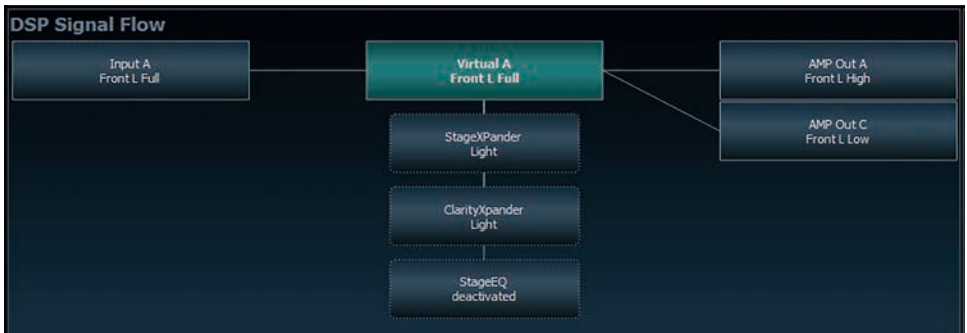 DSP Signal Flow
Input A
Front L Full
Virtual A
Front L Full
AMP Out A
Front L High
AMP Out C
Front L Low
StageXPander
Light
ClarityXpander
Light
StageEQ
deactivated